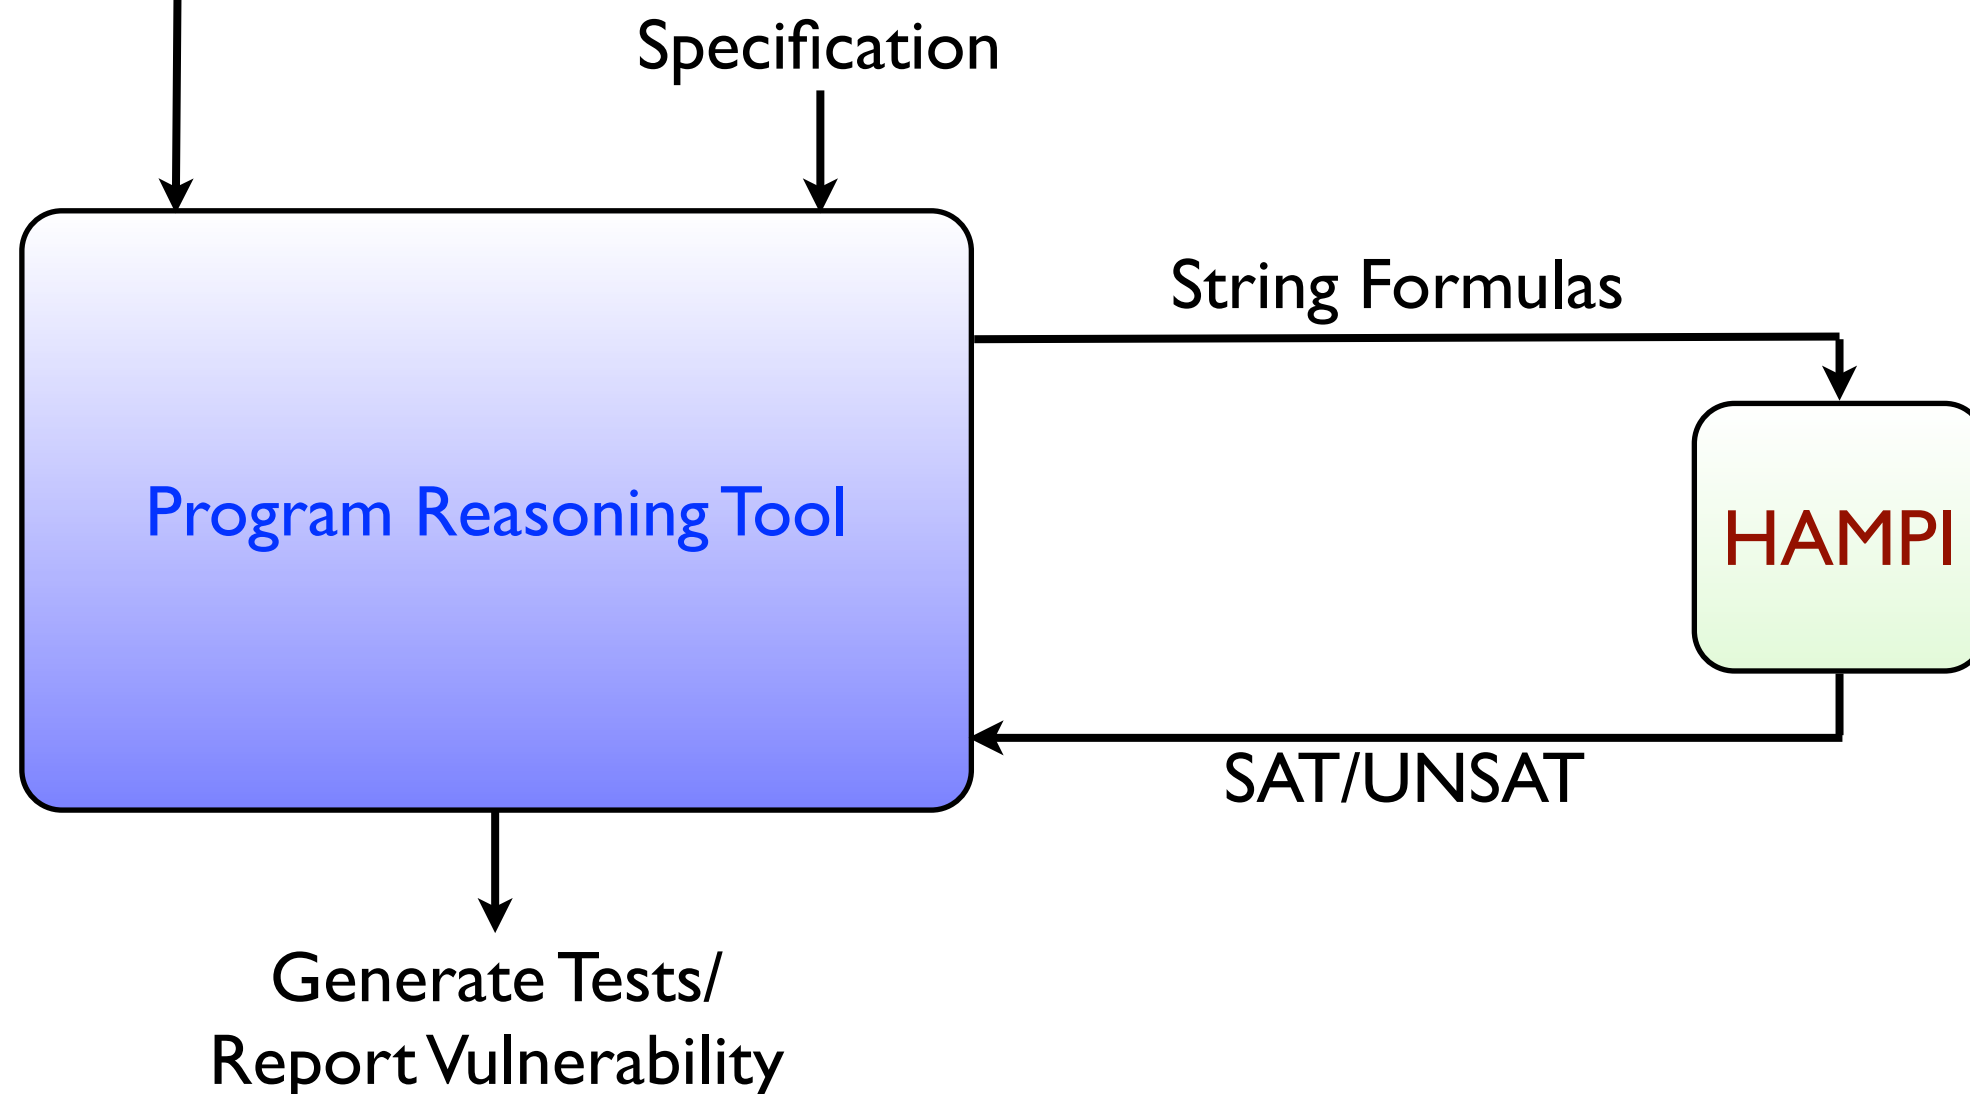 Specification
String Formulas
Program Reasoning Tool
HAMPI
SAT/UNSAT
Generate Tests/
Report Vulnerability